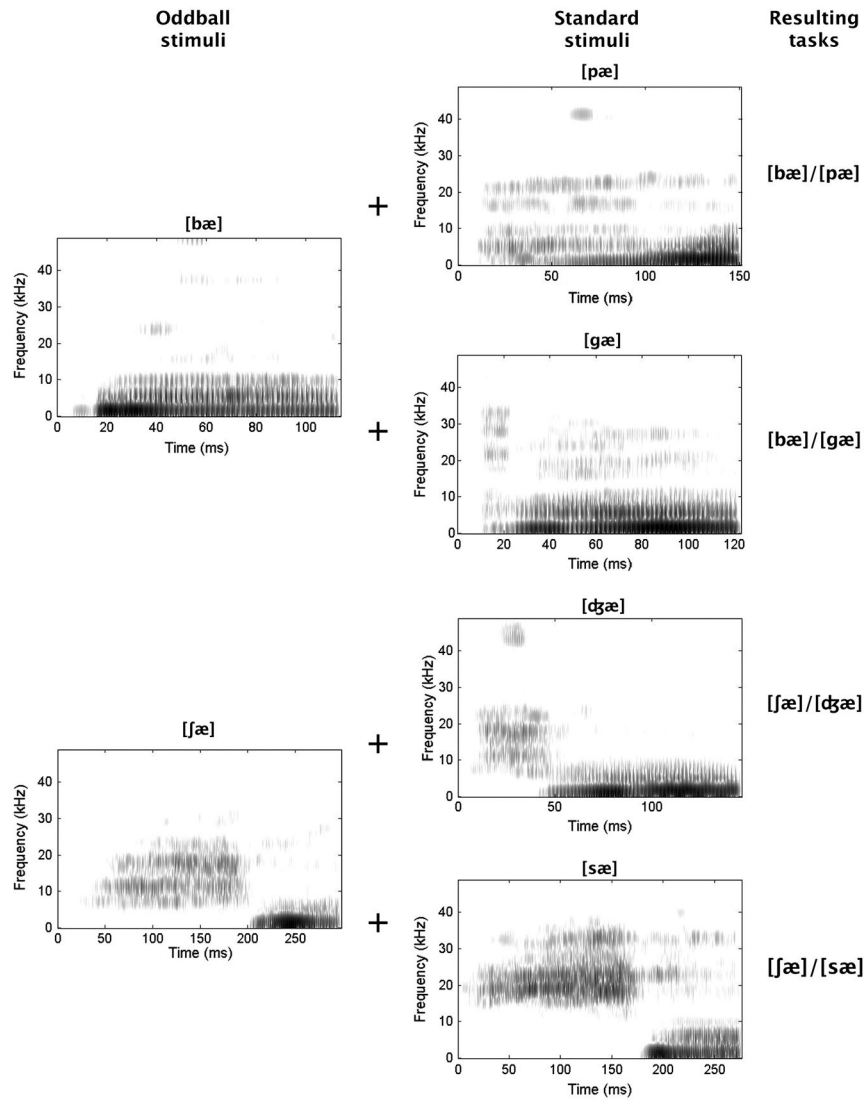 Oddball
stimuli
Standard
stimuli
Resulting
tasks
[bæ]
Frequency (kHz)
40
30
20
10
0
0 20 40 60 80 100
Time (ms)
+
[pæ]
Frequency (kHz)
40
30
20
10
0
0 50 100 150
Time (ms)
[bæ]/[pæ]
+
[gæ]
Frequency (kHz)
40
30
20
10
0
0 20 40 60 80 100 120
Time (ms)
[bæ]/[gæ]
[ʃæ]
Frequency (kHz)
40
30
20
10
0
0 50 100 150 200 250
Time (ms)
+
[ʤæ]
Frequency (kHz)
40
30
20
10
0
0 50 100
Time (ms)
[ʃæ]/[ʤæ]
+
[sæ]
Frequency (kHz)
40
30
20
10
0
0 50 100 150 200 250
Time (ms)
[ʃæ]/[sæ]